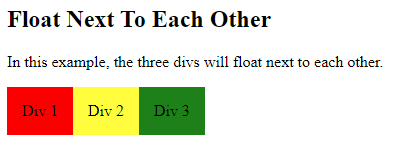 Float Next To Each Other
In this example, the three divs will float next to each other.
Div 1 Div 2 Div 3